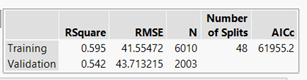 Number
RSquare RMSE N of Splits AICc
Training 0.595 41.55472 6010 48 61955.2
Validation 0.542 43.713215 2003